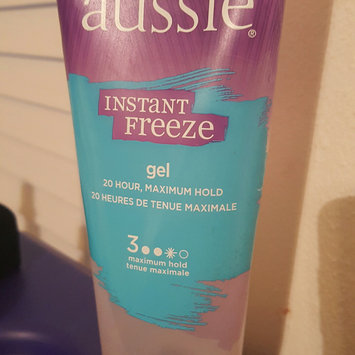 aussie®
INSTANT
FREEZE
gel
20 HOUR, MAXIMUM HOLD
20 HEURES DE TENUE MAXIMALE
3
maximum hold
tenue maximale